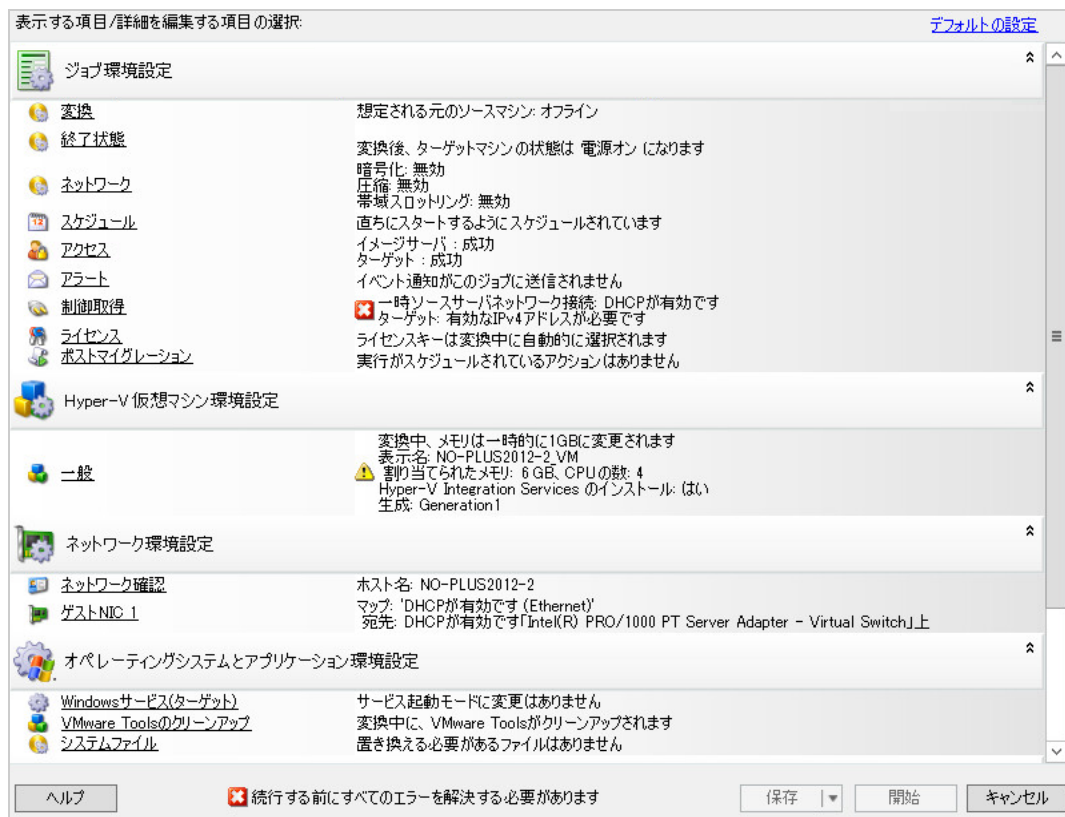 表示する項目/詳細を編集する項目の選択:
デフォルトの設定
ジョブ環境設定
変換 想定される元のソースマシン: オフライン
終了状態 変換後、ターゲットマシンの状態は 電源オン になります
暗号化: 無効
ネットワーク 圧縮: 無効
帯域スロットリング: 無効
スケジュール 直ちにスタートするようにスケジュールされています
アクセス イメージサーバ : 成功
ターゲット : 成功
アラート イベント通知がこのジョブに送信されません
制御取得 一時ソースサーバネットワーク接続: DHCPが有効です
ターゲット: 有効なIPv4アドレスが必要です
ライセンス ライセンスキーは変換中に自動的に選択されます
ポストマイグレーション 実行がスケジュールされているアクションはありません
Hyper-V 仮想マシン環境設定
変換中、メモリは一時的に1GBに変更されます
表示名: NO-PLUS2012-2_VM
一般 割り当てられたメモリ: 6 GB、CPUの数: 4
Hyper-V Integration Services のインストール: はい
生成: Generation1
ネットワーク環境設定
ネットワーク確認 ホスト名: NO-PLUS2012-2
ゲストNIC 1 マップ: 'DHCPが有効です (Ethernet)'
宛先: DHCPが有効です「Intel(R) PRO/1000 PT Server Adapter - Virtual Switch」上
オペレーティングシステムとアプリケーション環境設定
Windowsサービス(ターゲット) サービス起動モードに変更はありません
VMware Toolsのクリーンアップ 変換中に、VMware Toolsがクリーンアップされます
システムファイル 置き換える必要があるファイルはありません
ヘルプ 続行する前にすべてのエラーを解決する必要があります 保存 開始 キャンセル